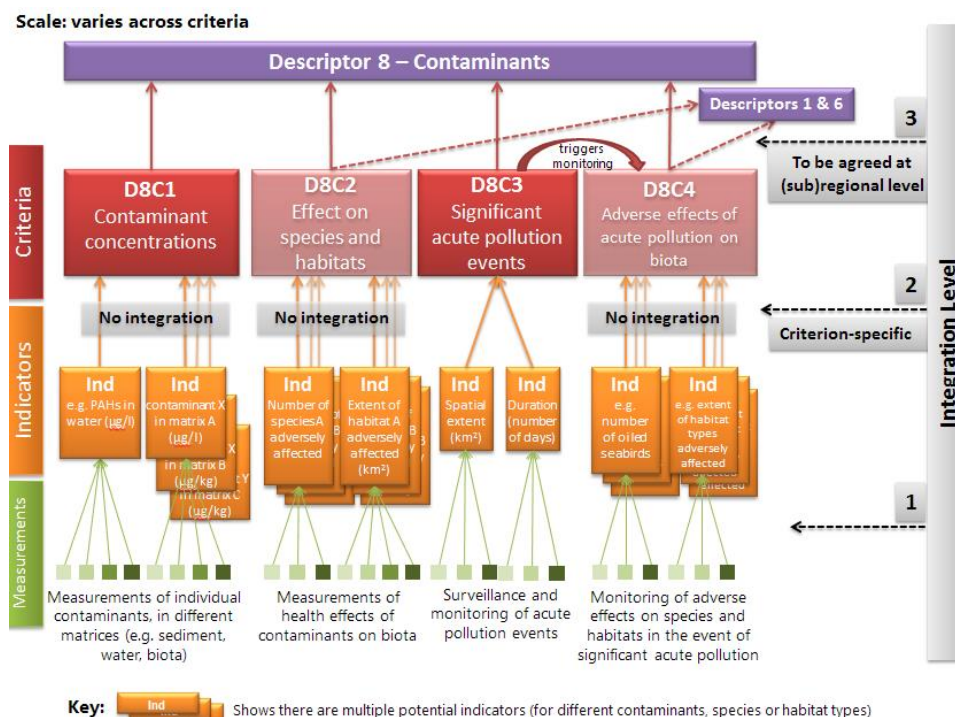 Scale: varies across criteria
Descriptor 8 – Contaminants
Descriptors 1 & 6
3
triggers
monitoring
To be agreed at
(sub)regional level
Criteria
D8C1
Contaminant
concentrations
D8C2
Effect on
species and
habitats
D8C3
Significant
acute pollution
events
D8C4
Adverse effects of
acute pollution on
biota
2
No integration
No integration
No integration
Criterion-specific
Integration Level
Indicators
Ind
e.g. PAHs in
water (µg/l)
Ind
contaminant X
in matrix A
(µg/l)
X
in matrix B
(µg/kg)
Y
in matrix C
(µg/kg)
Ind
Number of
species A
adversely
affected
Ind
Extent of
habitat A
adversely
affected
(km²)
B
Ind
Spatial
extent
(km²)
Ind
Duration
(number
of days)
Ind
e.g.
number
of oiled
seabirds
Ind
e.g. extent
of habitat
types
adversely
affected
affected
1
Measurements
Measurements of individual
contaminants, in different
matrices (e.g. sediment,
water, biota)
Measurements of
health effects of
contaminants on biota
Surveillance and
monitoring of acute
pollution events
Monitoring of adverse
effects on species and
habitats in the event of
significant acute pollution
Key:
Ind
Shows there are multiple potential indicators (for different contaminants, species or habitat types)